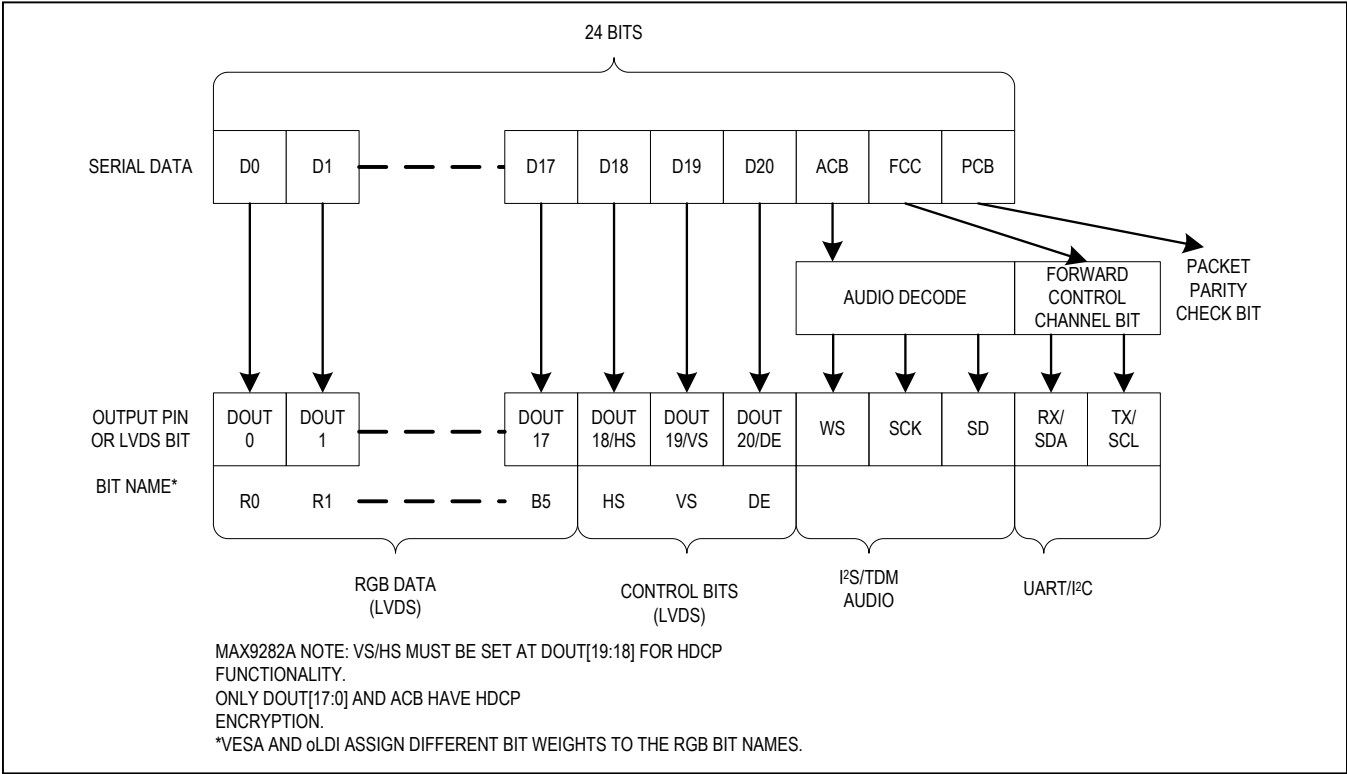 24 BITS
SERIAL DATA D0 D1 D17 D18 D19 D20 ACB FCC PCB
AUDIO DECODE
FORWARD
CONTROL
CHANNEL BIT
PACKET
PARITY
CHECK BIT
OUTPUT PIN
OR LVDS BIT
DOUT
0
DOUT
1
DOUT
17
DOUT
18/HS
DOUT
19/VS
DOUT
20/DE
WS
SCK
SD
RX/
SDA
TX/
SCL
BIT NAME*
R0 R1 B5 HS VS DE
RGB DATA
(LVDS)
CONTROL BITS
(LVDS)
I²S/TDM
AUDIO
UART/I²C
MAX9282A NOTE: VS/HS MUST BE SET AT DOUT[19:18] FOR HDCP
FUNCTIONALITY.
ONLY DOUT[17:0] AND ACB HAVE HDCP
ENCRYPTION.
*VESA AND oLDI ASSIGN DIFFERENT BIT WEIGHTS TO THE RGB BIT NAMES.